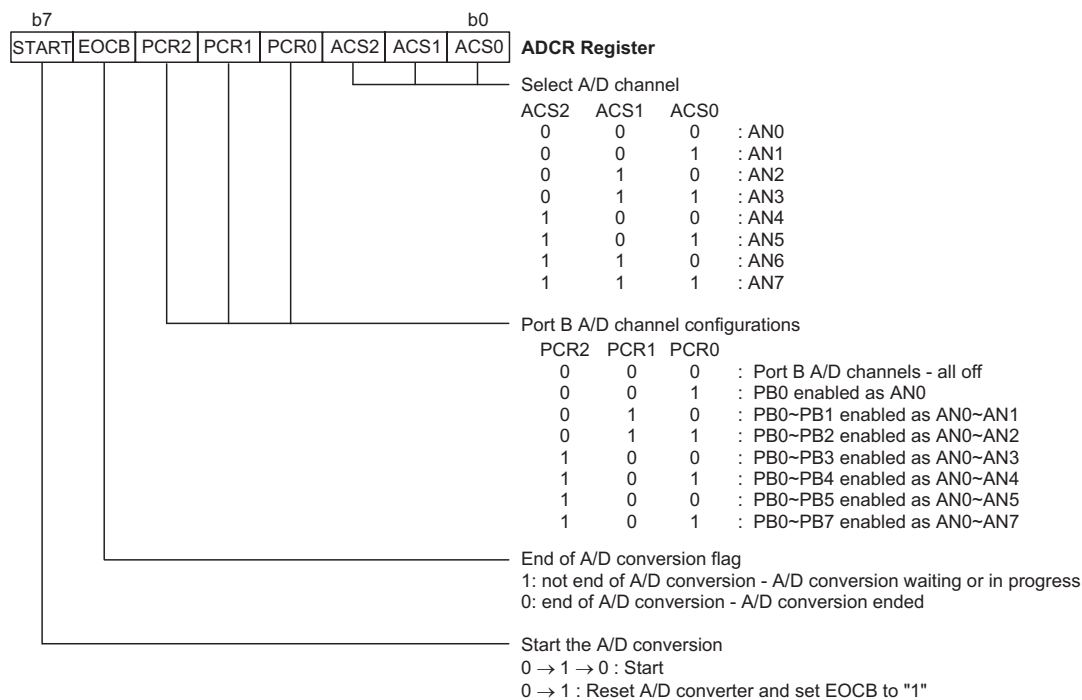 b7 b0
START EOCB PCR2 PCR1 PCR0 ACS2 ACS1 ACS0 ADCR Register
Select A/D channel
ACS2 ACS1 ACS0
0 0 0 : AN0
0 0 1 : AN1
0 1 0 : AN2
0 1 1 : AN3
1 0 0 : AN4
1 0 1 : AN5
1 1 0 : AN6
1 1 1 : AN7
Port B A/D channel configurations
PCR2 PCR1 PCR0
0 0 0 : Port B A/D channels - all off
0 0 1 : PB0 enabled as AN0
0 1 0 : PB0~PB1 enabled as AN0~AN1
0 1 1 : PB0~PB2 enabled as AN0~AN2
1 0 0 : PB0~PB3 enabled as AN0~AN3
1 0 1 : PB0~PB4 enabled as AN0~AN4
1 0 0 : PB0~PB5 enabled as AN0~AN5
1 0 1 : PB0~PB7 enabled as AN0~AN7
End of A/D conversion flag
1: not end of A/D conversion - A/D conversion waiting or in progress
0: end of A/D conversion - A/D conversion ended
Start the A/D conversion
0 → 1 → 0 : Start
0 → 1 : Reset A/D converter and set EOCB to "1"